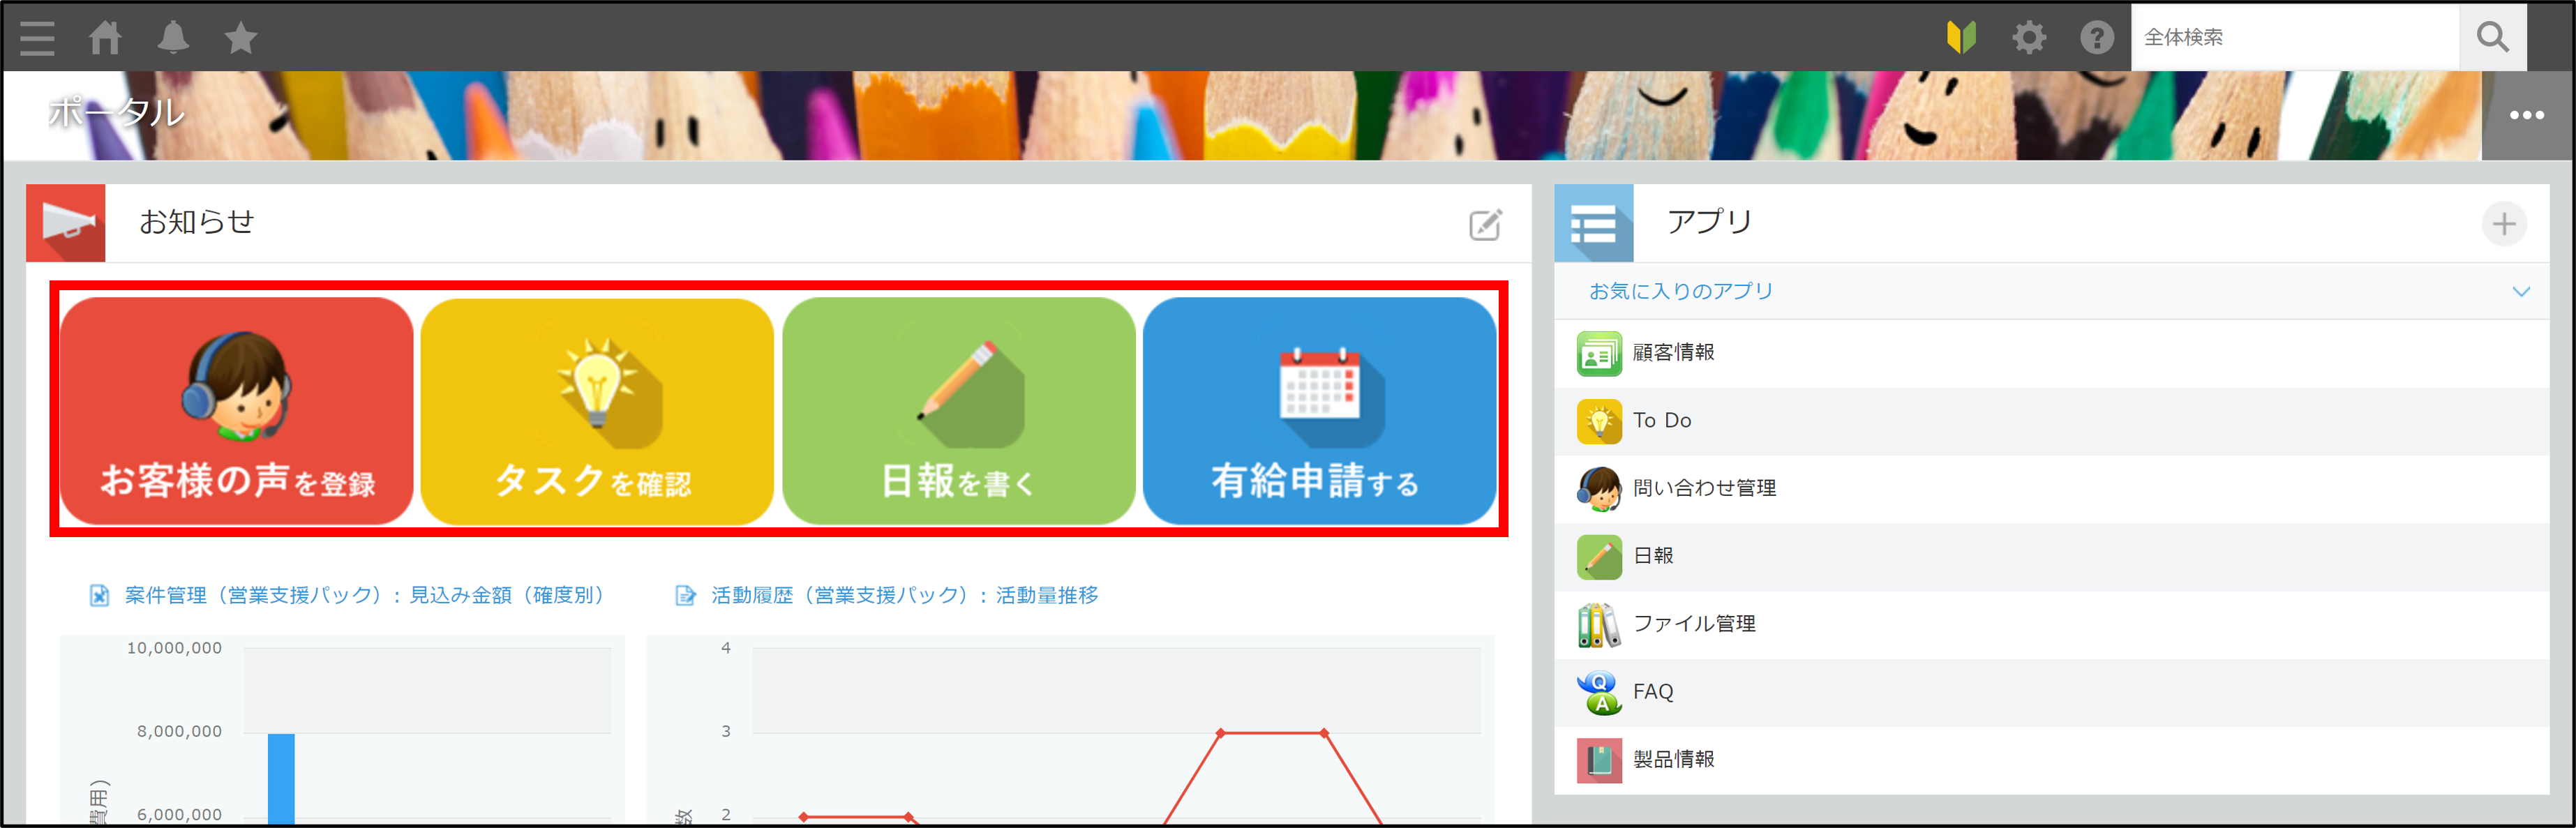 全体検索
ポータル
お知らせ
お客様の声を登録
タスクを確認
日報を書く
有給申請する
案件管理（営業支援パック）: 見込み金額（確度別）
活動履歴（営業支援パック）: 活動量推移
10,000,000
8,000,000
6,000,000
費用)
4
3
2
数
アプリ
お気に入りのアプリ
顧客情報
To Do
問い合わせ管理
日報
ファイル管理
Q
A
FAQ
製品情報